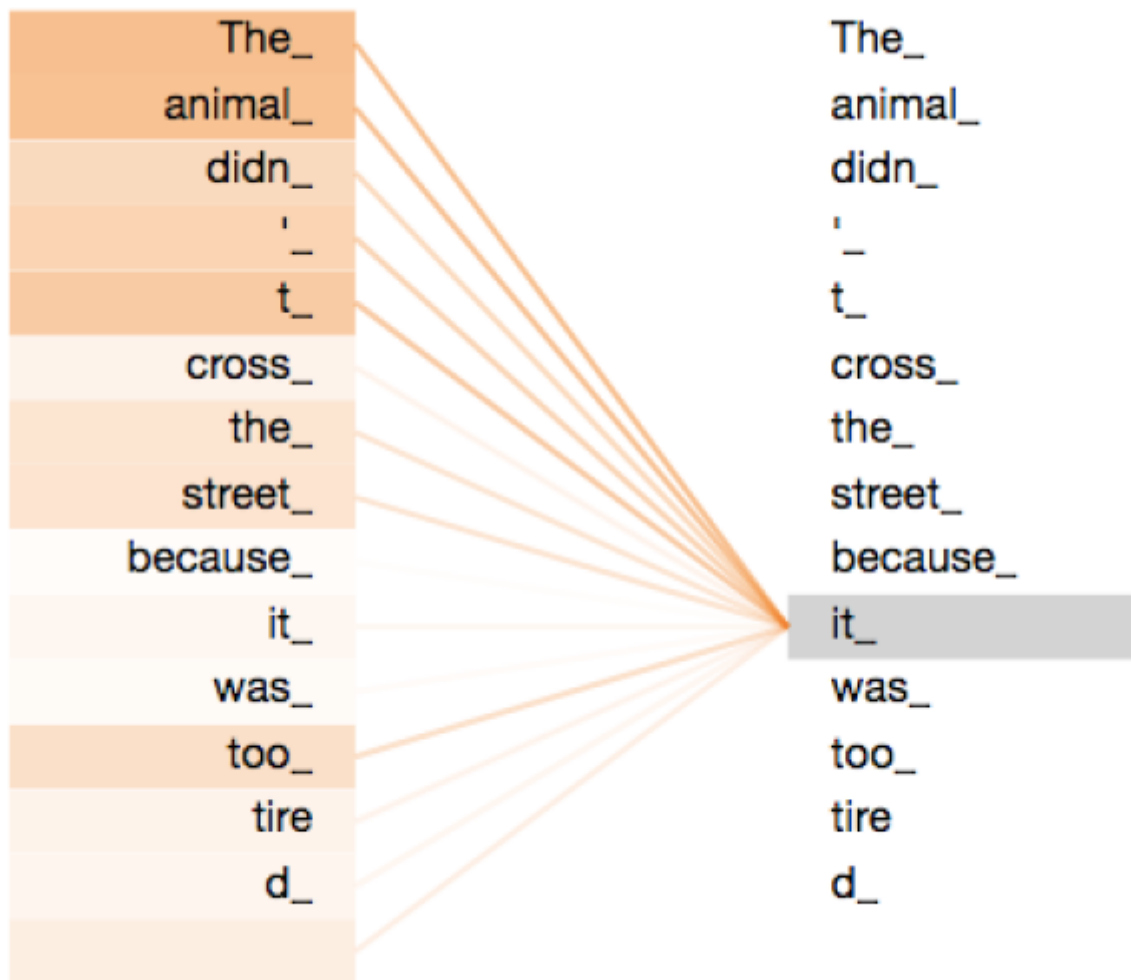 The_ The_
animal_ animal_
didn_ didn_
'_ '_
t_ t_
cross_ cross_
the_ the_
street_ street_
because_ because_
it_ it_
was_ was_
too_ too_
tire tire
d_ d_